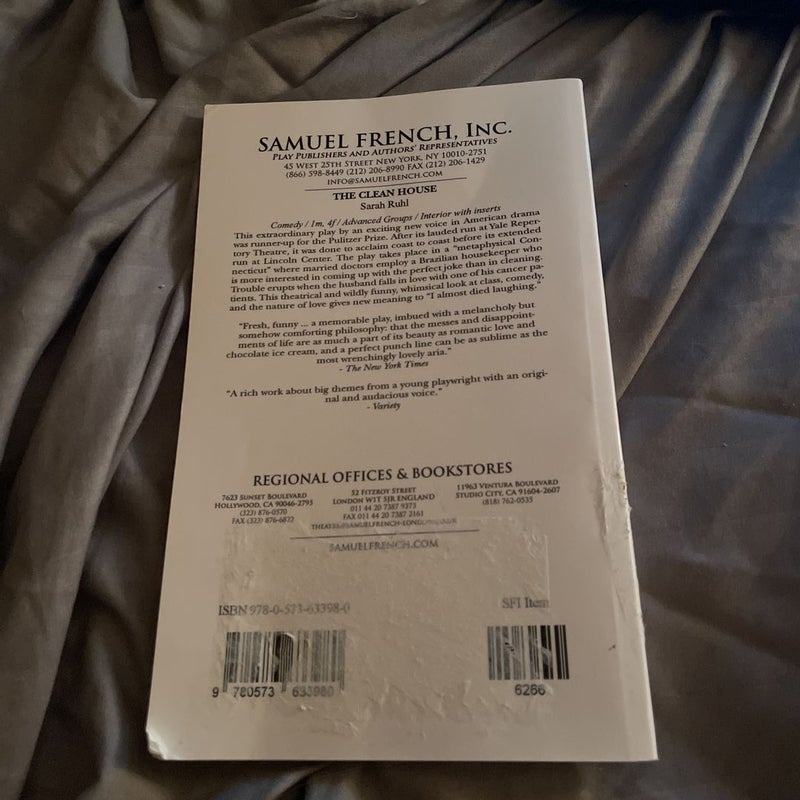 SAMUEL FRENCH, INC.
PLAY PUBLISHERS AND AUTHORS' REPRESENTATIVES
45 WEST 25TH STREET NEW YORK, NY 10010-2751
(866) 598-8449 (212) 206-8990 FAX (212) 206-1429
INFO@SAMUELFRENCH.COM
THE CLEAN HOUSE
Sarah Ruhl
Comedy / 1m, 4f / Advanced Groups / Interior with inserts
This extraordinary play by an exciting new voice in American drama
was runner-up for the Pulitzer Prize. After its lauded run at Yale Reper-
tory Theatre, it was done to acclaim coast to coast before its extended
run at Lincoln Center. The play takes place in a "metaphysical Con-
necticut" where married doctors employ a Brazilian housekeeper who
is more interested in coming up with the perfect joke than in cleaning.
Trouble erupts when the husband falls in love with one of his cancer pa-
tients. This theatrical and wildly funny, whimsical look at class, comedy,
and the nature of love gives new meaning to "I almost died laughing."
"Fresh, funny ... a memorable play, imbued with a melancholy but
somehow comforting philosophy: that the messes and disappoint-
ments of life are as much a part of its beauty as romantic love and
chocolate ice cream, and a perfect punch line can be as sublime as the
most wrenchingly lovely aria."
- The New York Times
"A rich work about big themes from a young playwright with an origi-
nal and audacious voice."
- Variety
REGIONAL OFFICES & BOOKSTORES
7623 SUNSET BOULEVARD
HOLLYWOOD, CA 90046-2795
(323) 876-0570
FAX (323) 876-6822
52 FITZROY STREET
LONDON W1T 5JR ENGLAND
011 44 20 7387 9373
FAX 011 44 20 7387 2161
THEATRE@SAMUELFRENCH-LONDON.CO.UK
11963 VENTURA BOULEVARD
STUDIO CITY, CA 91604-2607
(818) 762-0535
SAMUELFRENCH.COM
ISBN 978-0-573-63398-0
SFI Item
9 780573 633980
6266